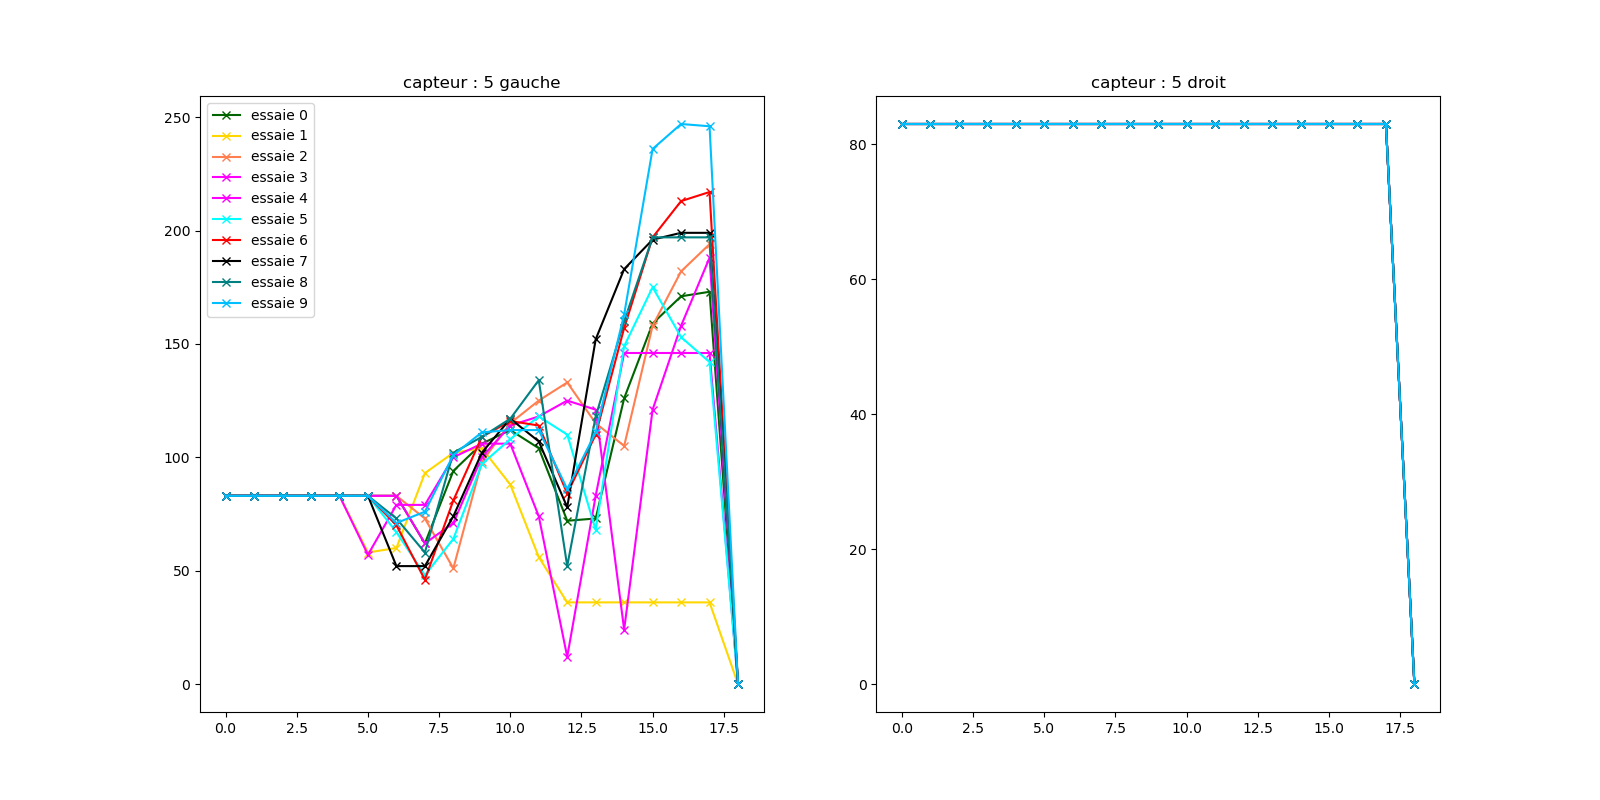 capteur : 5 gauche
250
200
150
100
50
0
0.0 2.5 5.0 7.5 10.0 12.5 15.0 17.5
essaie 0
essaie 1
essaie 2
essaie 3
essaie 4
essaie 5
essaie 6
essaie 7
essaie 8
essaie 9
capteur : 5 droit
80
60
40
20
0
0.0 2.5 5.0 7.5 10.0 12.5 15.0 17.5